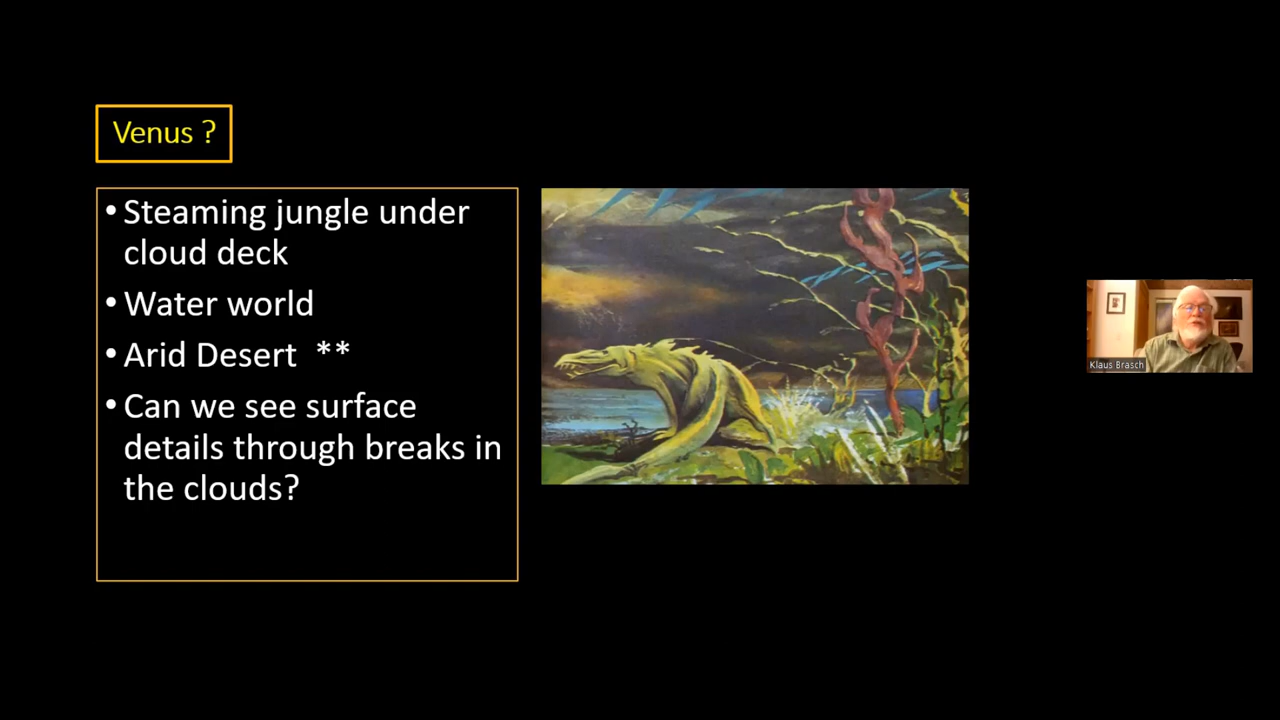 Venus ?
• Steaming jungle under
cloud deck
• Water world
• Arid Desert **
• Can we see surface
details through breaks in
the clouds?
Klaus Brasch